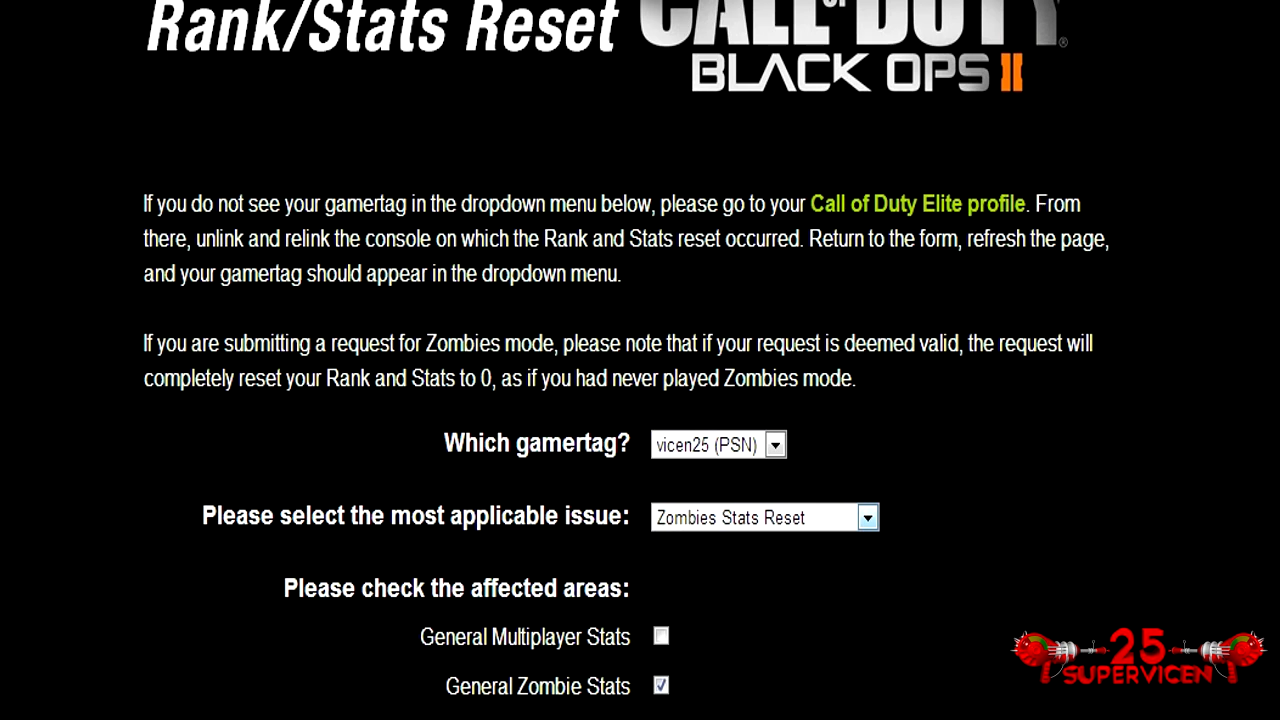 Rank/Stats Reset
CALL OF DUTY
BLACK OPS II
If you do not see your gamertag in the dropdown menu below, please go to your Call of Duty Elite profile. From
there, unlink and relink the console on which the Rank and Stats reset occurred. Return to the form, refresh the page,
and your gamertag should appear in the dropdown menu.
If you are submitting a request for Zombies mode, please note that if your request is deemed valid, the request will
completely reset your Rank and Stats to 0, as if you had never played Zombies mode.
Which gamertag? vicen25 (PSN)
Please select the most applicable issue: Zombies Stats Reset
Please check the affected areas:
General Multiplayer Stats
General Zombie Stats
25
SUPERVICEN